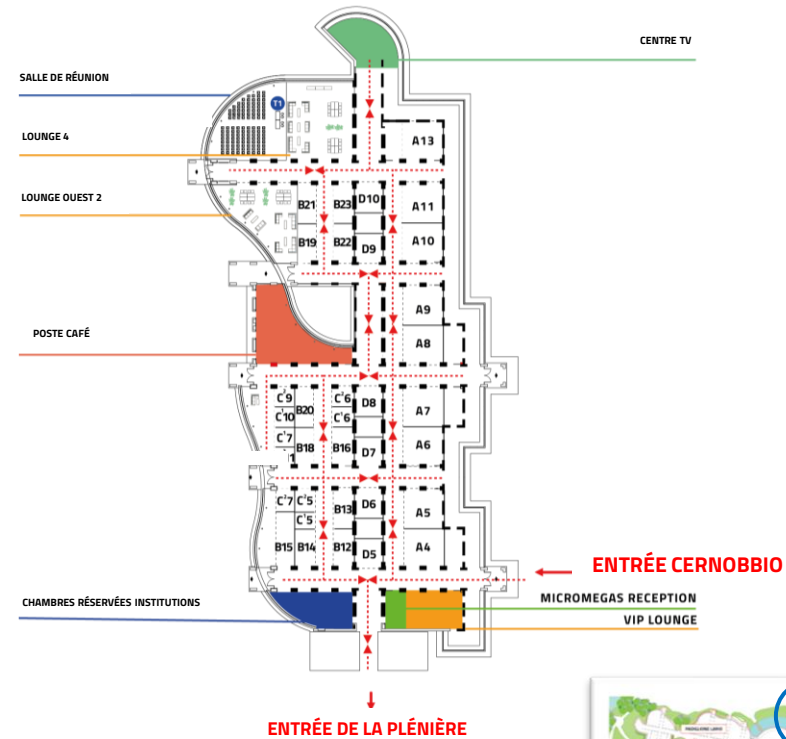 CENTRE TV
SALLE DE RÉUNION
T1
LOUNGE 4
A13
LOUNGE OUEST 2
B21 B23 D10 A11
B19 B22 D9 A10
A9
POSTE CAFÉ
A8
C'9 B20 C'6 D8 A7
C'10 C'6
C'7 B18 B16 D7 A6
C'7 C'5 B13 D6 A5
C'5
B15 B14 B12 D5 A4
ENTRÉE CERNOBBIO
MICROMEGAS RECEPTION
CHAMBRES RÉSERVÉES INSTITUTIONS
VIP LOUNGE
ENTRÉE DE LA PLÉNIÈRE